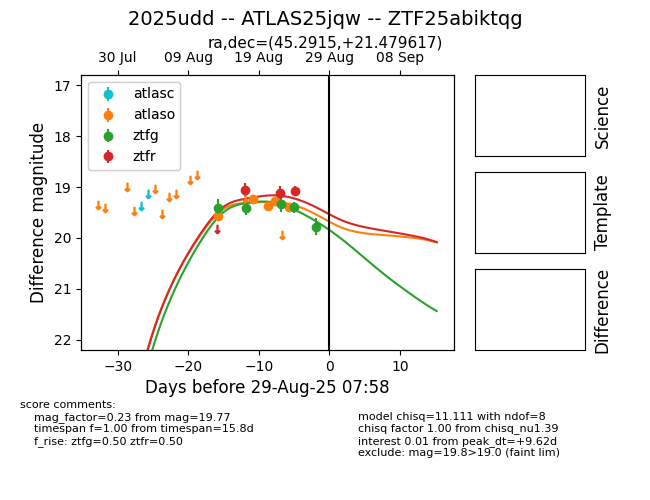 2025udd -- ATLAS25jqw -- ZTF25abiktqg
ra,dec=(45.2915,+21.479617)
30 Jul 09 Aug 19 Aug 29 Aug 08 Sep
17
18
19
20
21
22
Difference magnitude
atlasc
atlaso
ztfg
ztfr
−30 −20 −10 0 10
Days before 29-Aug-25 07:58
Science
Template
Difference
score comments:
mag_factor=0.23 from mag=19.77
timespan f=1.00 from timespan=15.8d
f_rise: ztfg=0.50 ztfr=0.50
model chisq=11.111 with ndof=8
chisq factor 1.00 from chisq_nu1.39
interest 0.01 from peak_dt=+9.62d
exclude: mag=19.8>19.0 (faint lim)